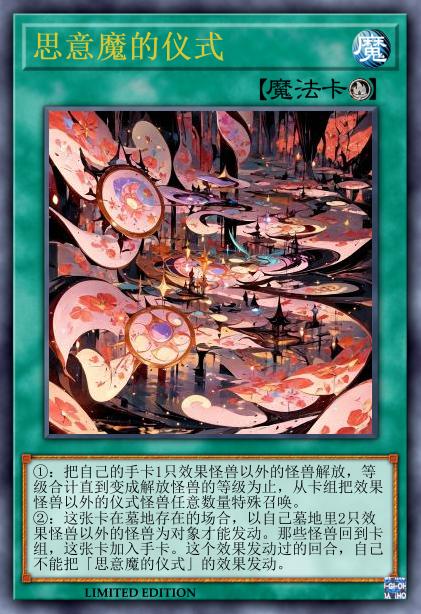 思意魔的仪式
魔
【魔法卡】
①：把自己的手卡1只效果怪兽以外的怪兽解放，等
级合计直到变成解放怪兽的等级为止，从卡组把效果
怪兽以外的仪式怪兽任意数量特殊召唤。
②：这张卡在墓地存在的场合，以自己墓地里2只效
果怪兽以外的怪兽为对象才能发动。那些怪兽回到卡
组，这张卡加入手卡。这个效果发动过的回合，自己
不能把「思意魔的仪式」的效果发动。
LIMITED EDITION